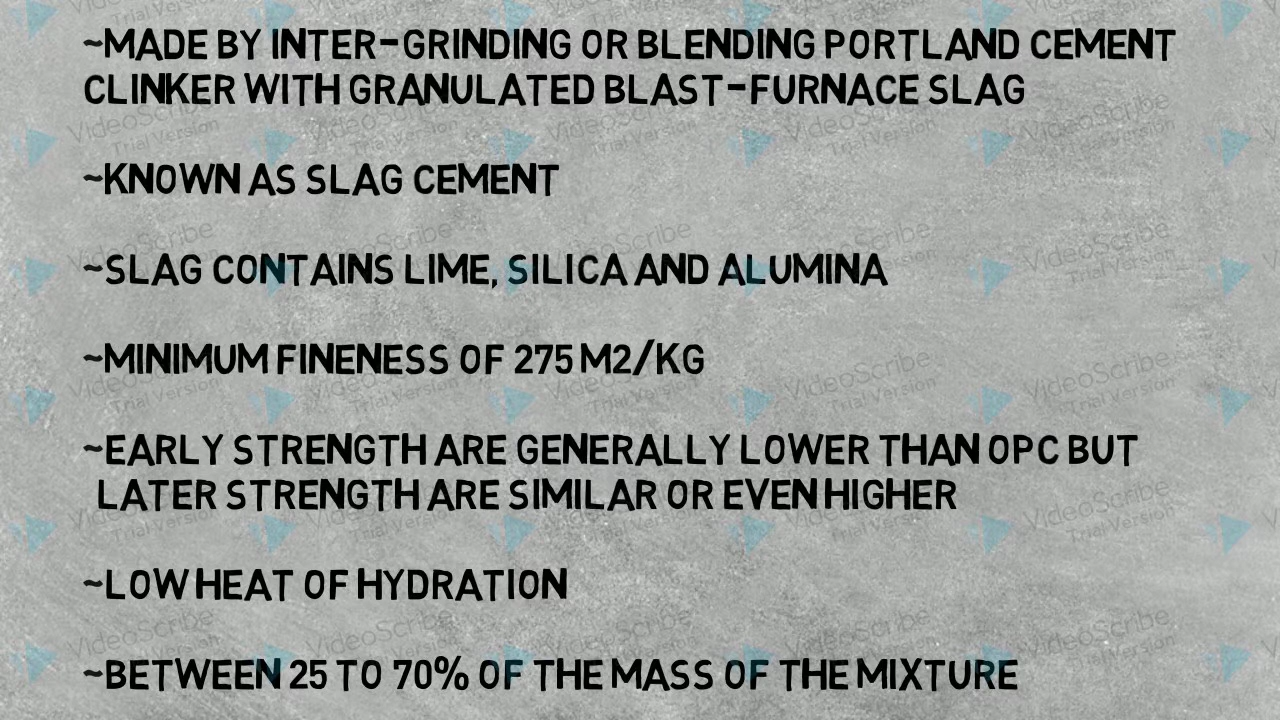 ~MADE BY INTER-GRINDING OR BLENDING PORTLAND CEMENT
CLINKER WITH GRANULATED BLAST-FURNACE SLAG
~KNOWN AS SLAG CEMENT
~SLAG CONTAINS LIME, SILICA AND ALUMINA
~MINIMUM FINENESS OF 275 M2/KG
~EARLY STRENGTH ARE GENERALLY LOWER THAN OPC BUT
LATER STRENGTH ARE SIMILAR OR EVEN HIGHER
~LOW HEAT OF HYDRATION
~BETWEEN 25 TO 70% OF THE MASS OF THE MIXTURE
VideoScribe
Trial Version